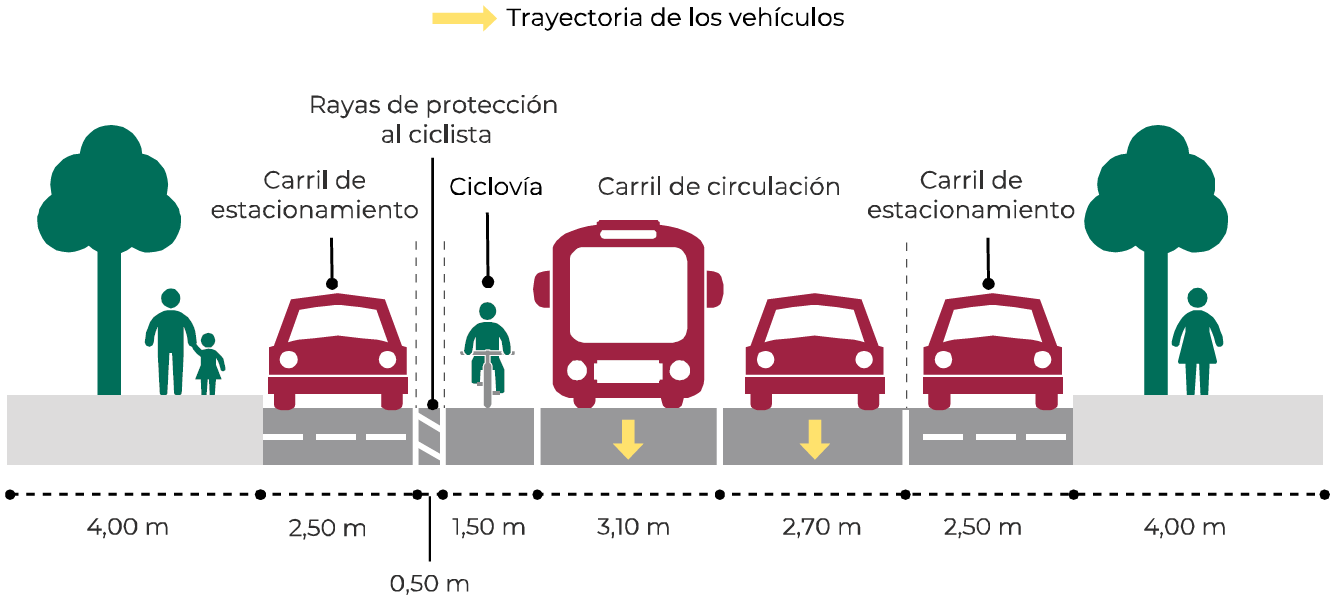 Trayectoria de los vehículos
Rayas de protección
al ciclista
Carril de
estacionamiento
Ciclovía
Carril de circulación
Carril de
estacionamiento
4,00 m
2,50 m
0,50 m
1,50 m
3,10 m
2,70 m
2,50 m
4,00 m